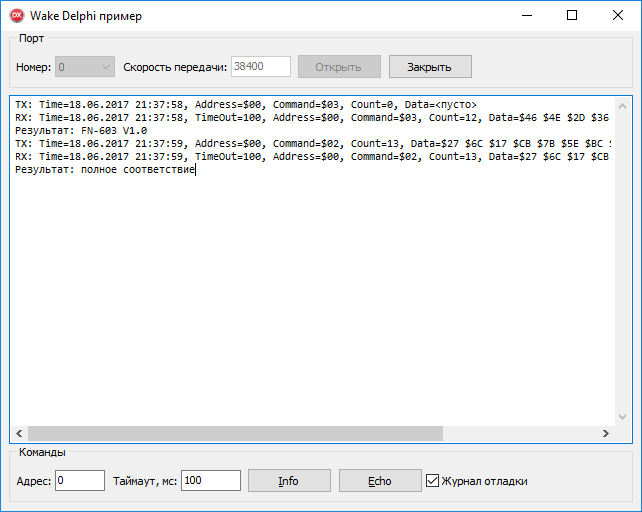 DX Wake Delphi пример
Порт
Номер: 0 Скорость передачи: 38400 Открыть Закрыть
TX: Time=18.06.2017 21:37:58, Address=$00, Command=$03, Count=0, Data=<пусто>
RX: Time=18.06.2017 21:37:58, TimeOut=100, Address=$00, Command=$03, Count=12, Data=$46 $4E $2D $36
Результат: FN-603 V1.0
TX: Time=18.06.2017 21:37:59, Address=$00, Command=$02, Count=13, Data=$27 $6C $17 $CB $7B $5E $BC
RX: Time=18.06.2017 21:37:59, TimeOut=100, Address=$00, Command=$02, Count=13, Data=$27 $6C $17 $CB
Результат: полное соответствие
Команды
Адрес: 0 Таймаут, мс: 100 Info Echo Журнал отладки